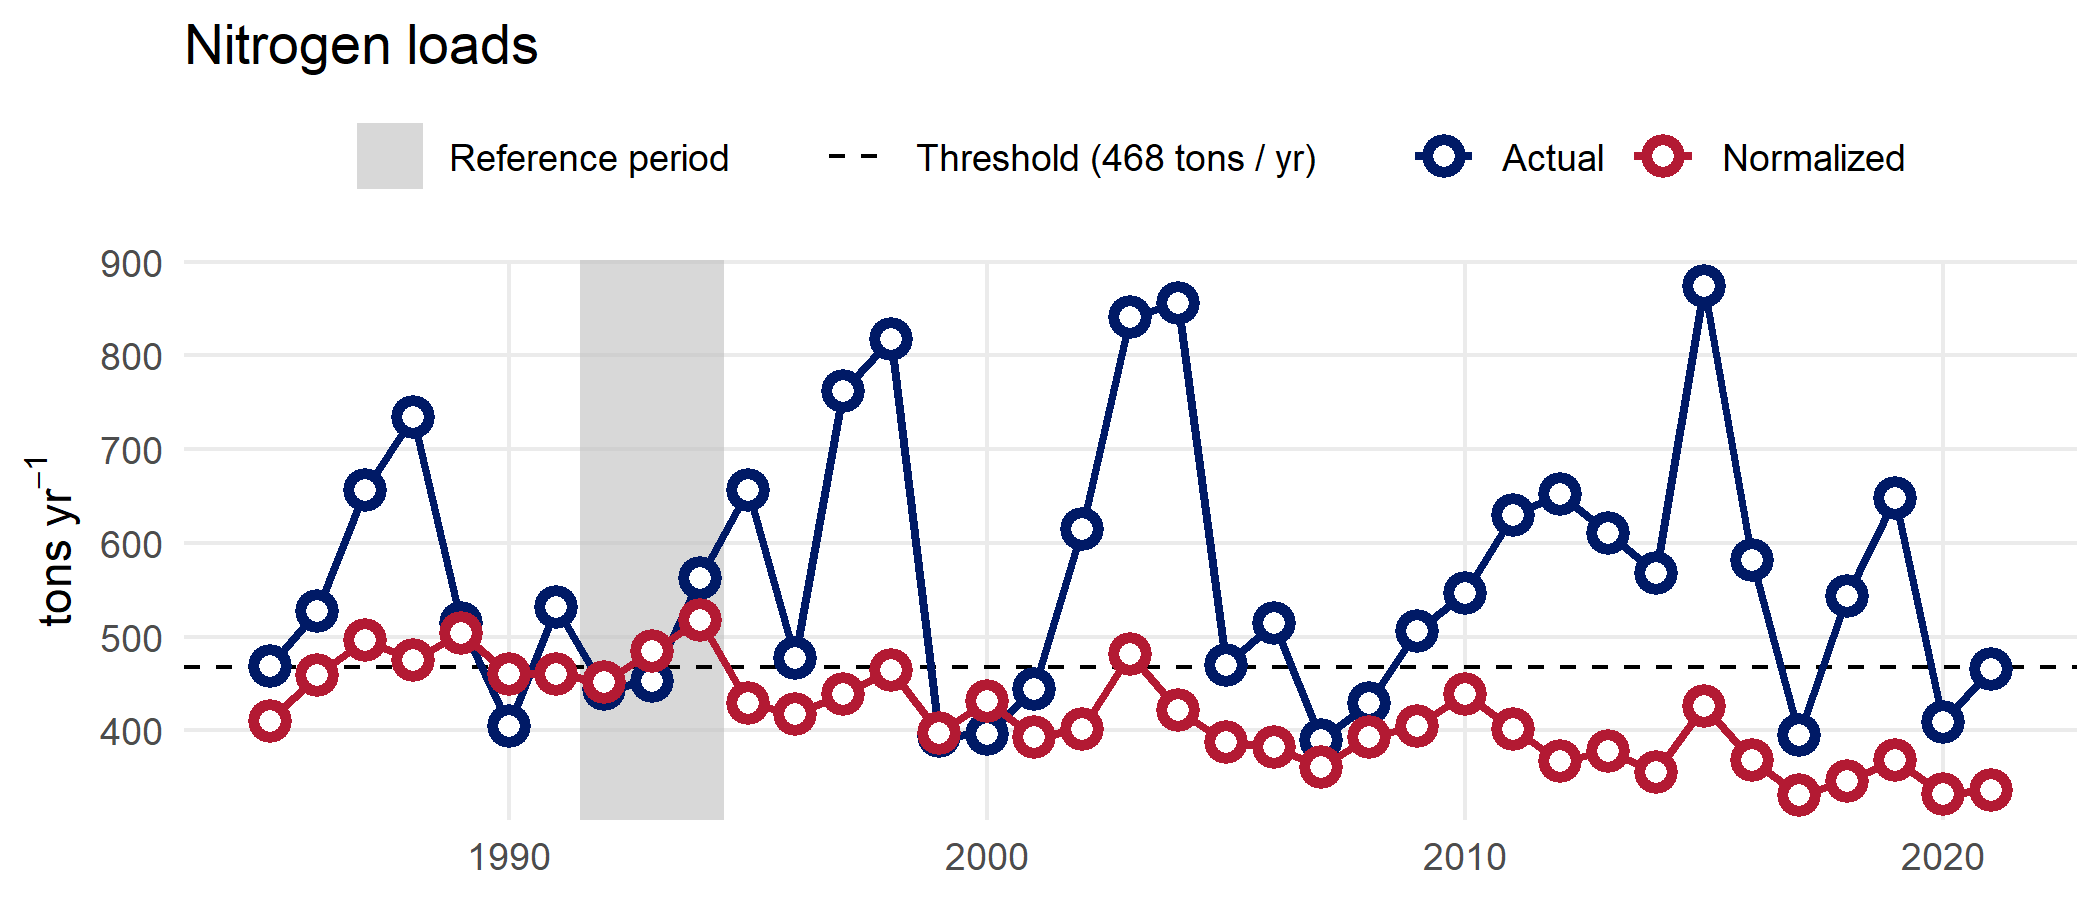 Nitrogen loads
Reference period
Threshold (468 tons / yr)
Actual
Normalized
tons yr⁻¹
900
800
700
600
500
400
1990
2000
2010
2020